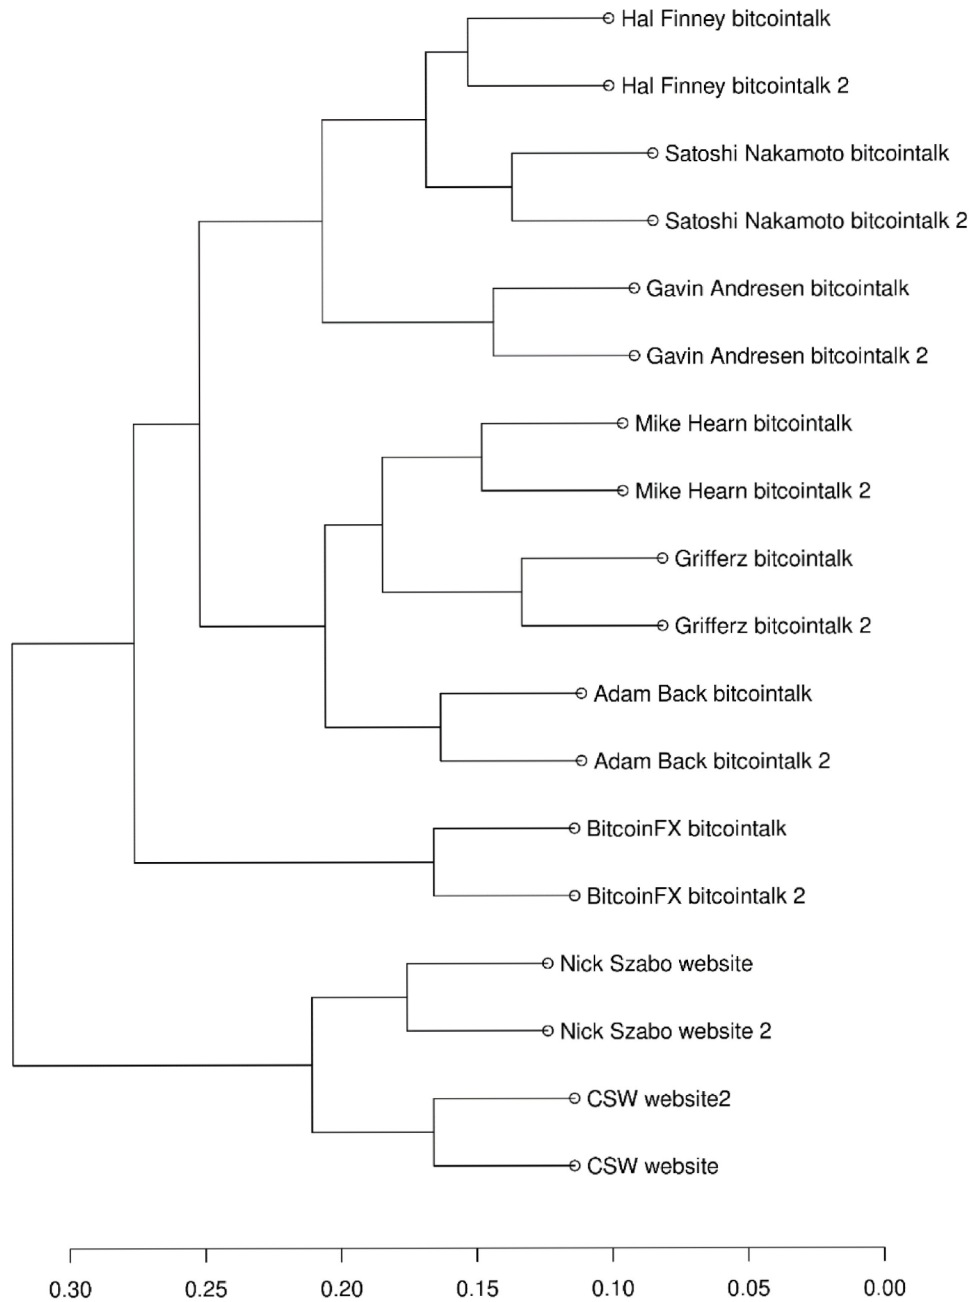 Hal Finney bitcointalk
Hal Finney bitcointalk 2
Satoshi Nakamoto bitcointalk
Satoshi Nakamoto bitcointalk 2
Gavin Andresen bitcointalk
Gavin Andresen bitcointalk 2
Mike Hearn bitcointalk
Mike Hearn bitcointalk 2
Grifferz bitcointalk
Grifferz bitcointalk 2
Adam Back bitcointalk
Adam Back bitcointalk 2
BitcoinFX bitcointalk
BitcoinFX bitcointalk 2
Nick Szabo website
Nick Szabo website 2
CSW website2
CSW website
0.30 0.25 0.20 0.15 0.10 0.05 0.00